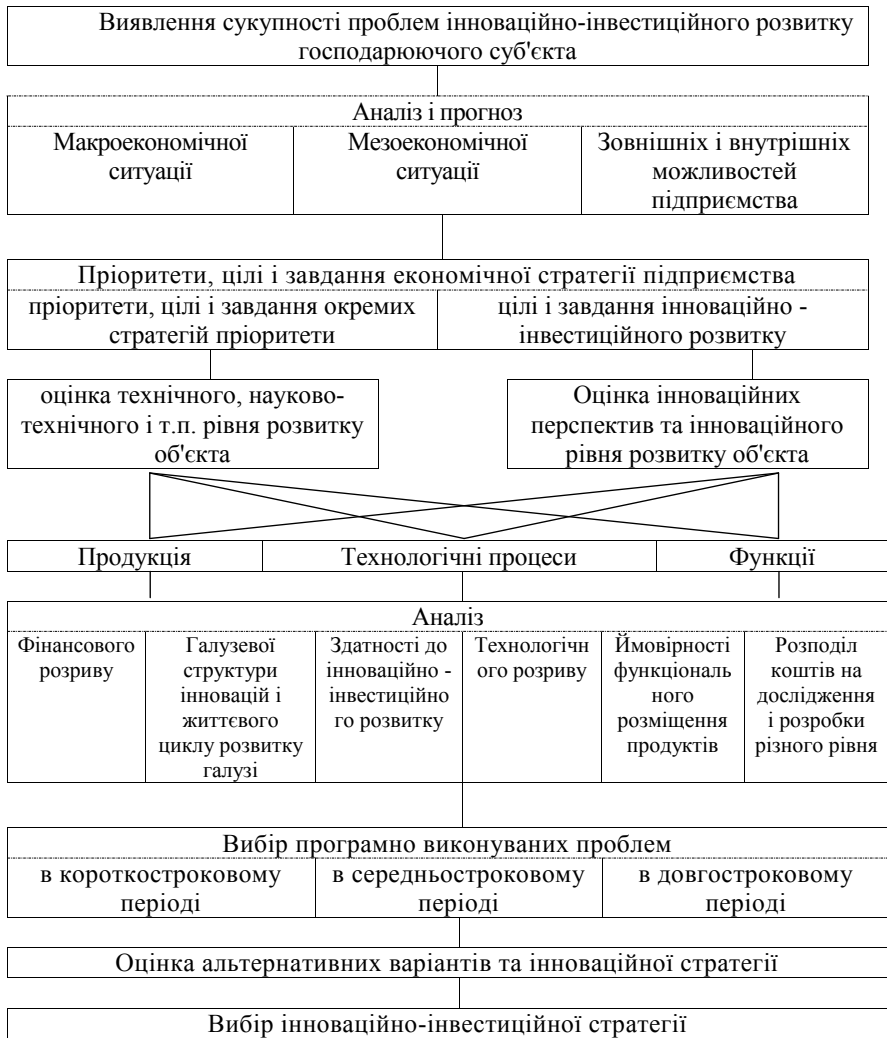 Виявлення сукупності проблем інноваційно-інвестиційного розвитку
господарюючого суб'єкта
Аналіз і прогноз
Макроекономічної
ситуації
Мезоекономічної
ситуації
Зовнішніх і внутрішніх
можливостей
підприємства
Пріоритети, цілі і завдання економічної стратегії підприємства
пріоритети, цілі і завдання окремих
стратегій пріоритети
цілі і завдання інноваційно -
інвестиційного розвитку
оцінка технічного, науково-
технічного і т.п. рівня розвитку
об'єкта
Оцінка інноваційних
перспектив та інноваційного
рівня розвитку об'єкта
Продукція
Технологічні процеси
Функції
Аналіз
Фінансового
розриву
Галузевої
структури
інновацій і
життєвого
циклу розвитку
галузі
Здатності до
інноваційно -
інвестиційно
го розвитку
Технологічн
ого розриву
Ймовірності
функціональ
ного
розміщення
продуктів
Розподіл
коштів на
дослідження
і розробки
різного рівня
Вибір програмно виконуваних проблем
в короткостроковому
періоді
в середньостроковому
періоді
в довгостроковому
періоді
Оцінка альтернативних варіантів та інноваційної стратегії
Вибір інноваційно-інвестиційної стратегії